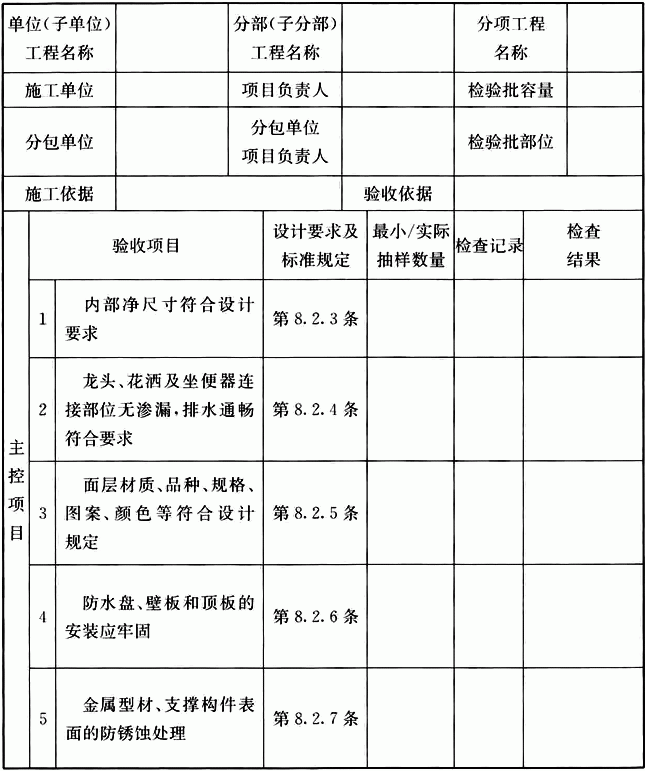 单位(子单位)
工程名称
分部(子分部)
工程名称
分项工程
名称
施工单位
项目负责人
检验批容量
分包单位
分包单位
项目负责人
检验批部位
施工依据
验收依据
主控项目
验收项目
设计要求及
标准规定
最小/实际
抽样数量
检查记录
检查
结果
1
内部净尺寸符合设计
要求
第8.2.3条
2
龙头、花洒及坐便器连
接部位无渗漏,排水通畅
符合要求
第8.2.4条
3
面层材质、品种、规格、
图案、颜色等符合设计
规定
第8.2.5条
4
防水盘、壁板和顶板的
安装应牢固
第8.2.6条
5
金属型材、支撑构件表
面的防锈蚀处理
第8.2.7条